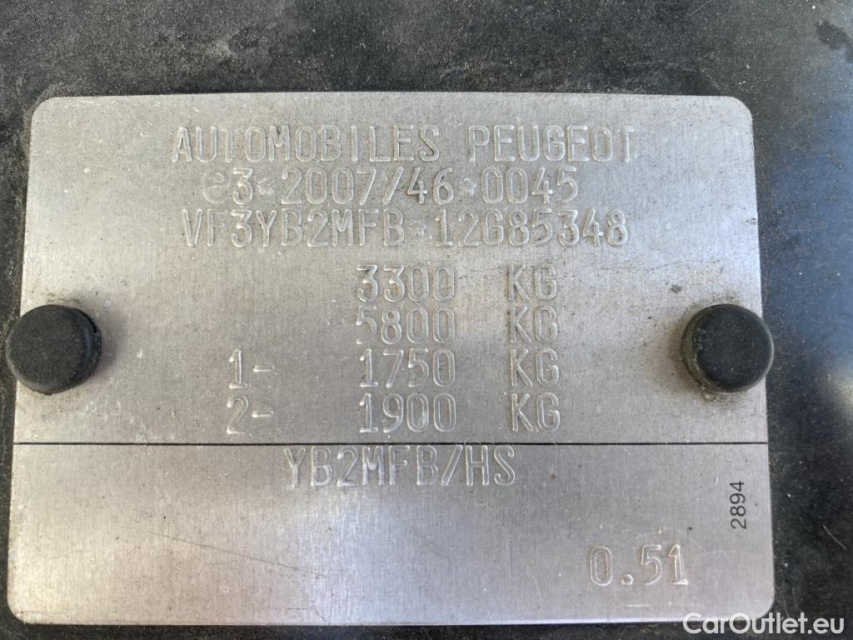 AUTOMOBILES PEUGEOT
e3*2007/46*0045
VF3YB2MFB*12G85348
3300 KG
5800 KG
1- 1750 KG
2- 1900 KG
YB2MFB/HS
2894
0.51
CarOutlet.eu